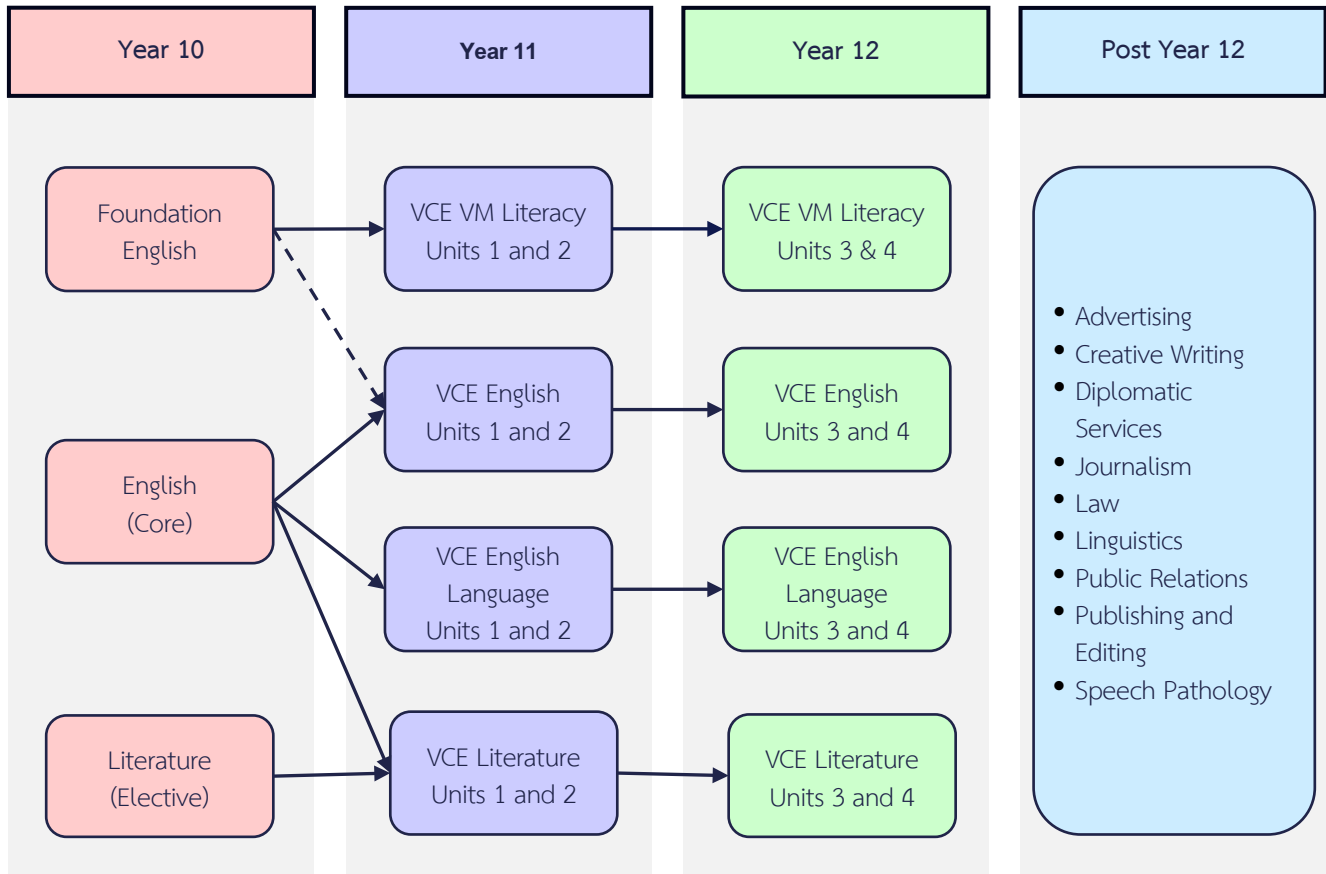 Year 10
Year 11
Year 12
Post Year 12
Foundation
English
English
(Core)
Literature
(Elective)
VCE VM Literacy
Units 1 and 2
VCE English
Units 1 and 2
VCE English
Language
Units 1 and 2
VCE Literature
Units 1 and 2
VCE VM Literacy
Units 3 & 4
VCE English
Units 3 and 4
VCE English
Language
Units 3 and 4
VCE Literature
Units 3 and 4
• Advertising
• Creative Writing
• Diplomatic
Services
• Journalism
• Law
• Linguistics
• Public Relations
• Publishing and
Editing
• Speech Pathology